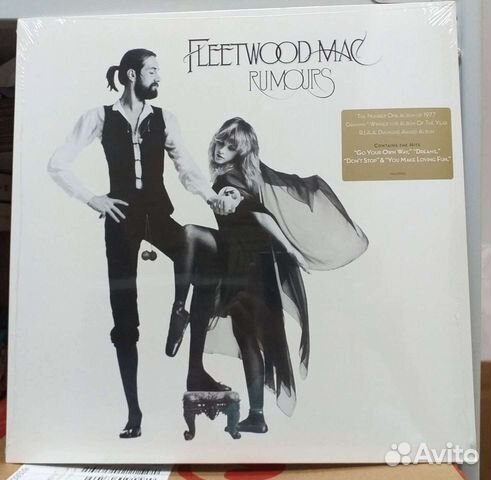 FLEETWOOD MAC
RUMOURS
The Number One Album of 1977
Grammy® Winner for Album Of The Year
R.I.A.A. Diamond Award Album
Contains the Hits
"Go Your Own Way," "Dreams,"
"Don't Stop" & "You Make Loving Fun."
Avito